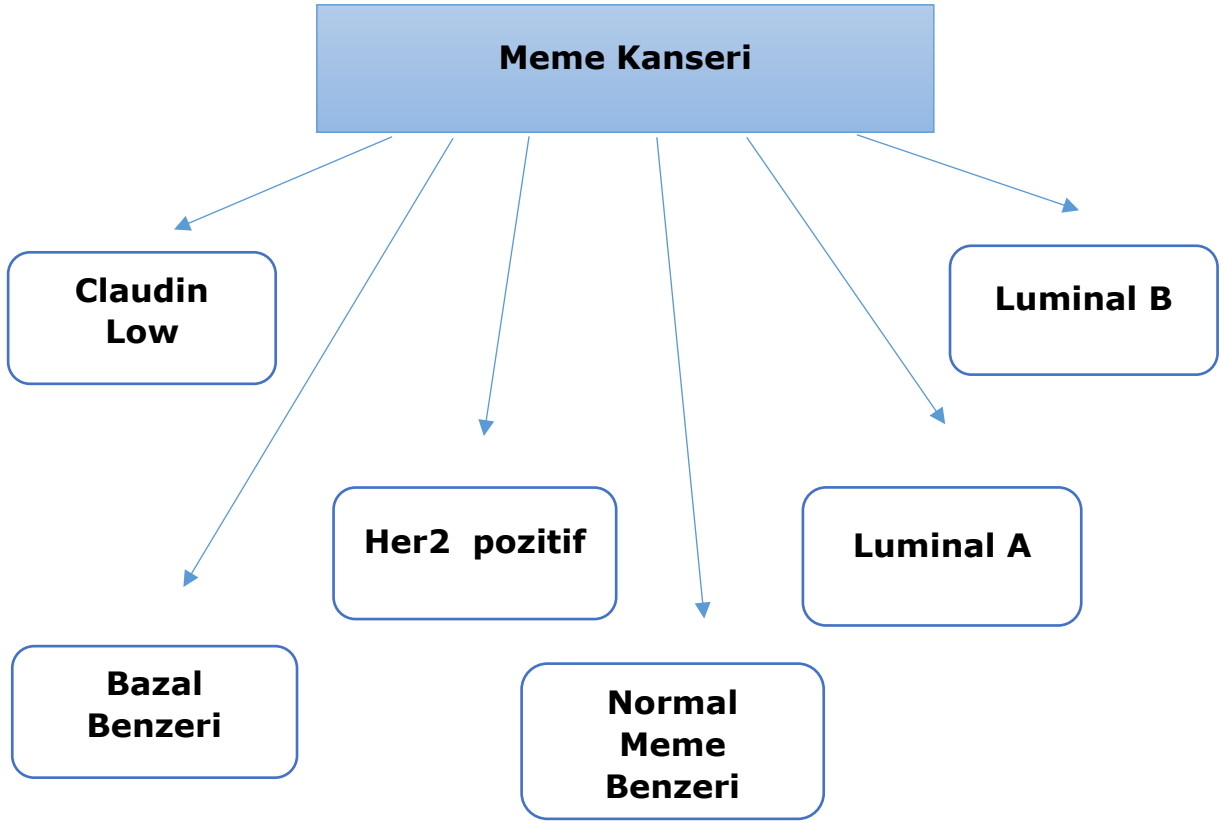 Meme Kanseri
Claudin
Low
Luminal B
Her2  pozitif
Luminal A
Bazal
Benzeri
Normal
Meme
Benzeri